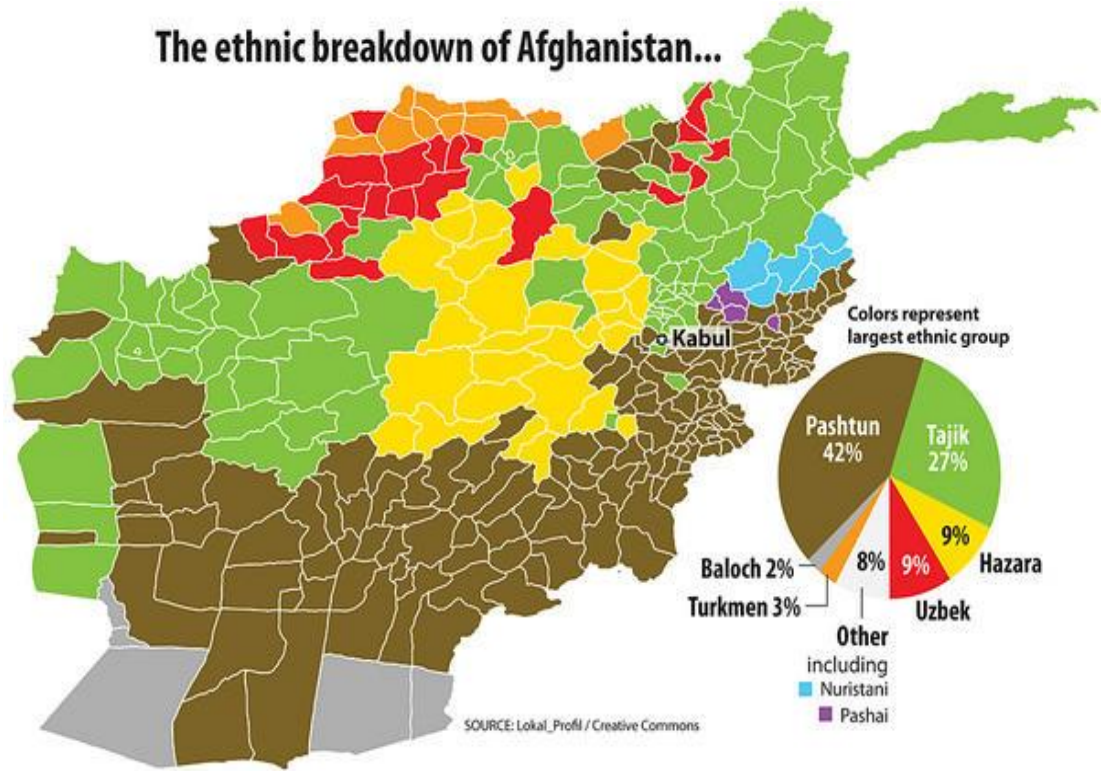 The ethnic breakdown of Afghanistan...
Kabul
Colors represent
largest ethnic group
Pashtun
42%
Tajik
27%
9%
Hazara
9%
Uzbek
8%
Other
including
Nuristani
Pashai
Baloch 2%
Turkmen 3%
SOURCE: Lokal_Profil / Creative Commons